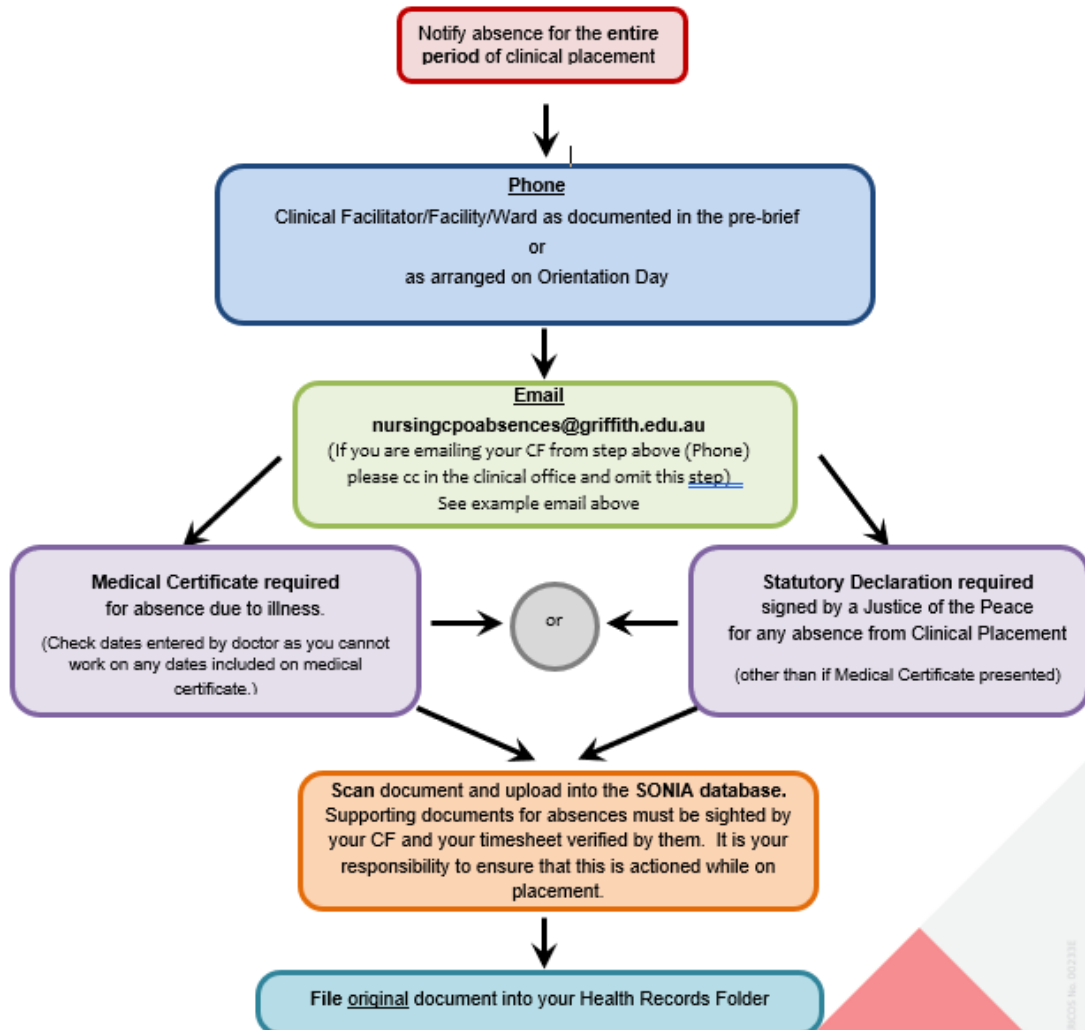 Notify absence for the entire
period of clinical placement
Phone
Clinical Facilitator/Facility/Ward as documented in the pre-brief
or
as arranged on Orientation Day
Email
nursingcpoabsences@griffith.edu.au
(If you are emailing your CF from step above (Phone)
please cc in the clinical office and omit this step)
See example email above
Medical Certificate required
for absence due to illness.
(Check dates entered by doctor as you cannot
work on any dates included on medical
certificate.)
or
Statutory Declaration required
signed by a Justice of the Peace
for any absence from Clinical Placement
(other than if Medical Certificate presented)
Scan document and upload into the SONIA database.
Supporting documents for absences must be sighted by
your CF and your timesheet verified by them. It is your
responsibility to ensure that this is actioned while on
placement.
File original document into your Health Records Folder